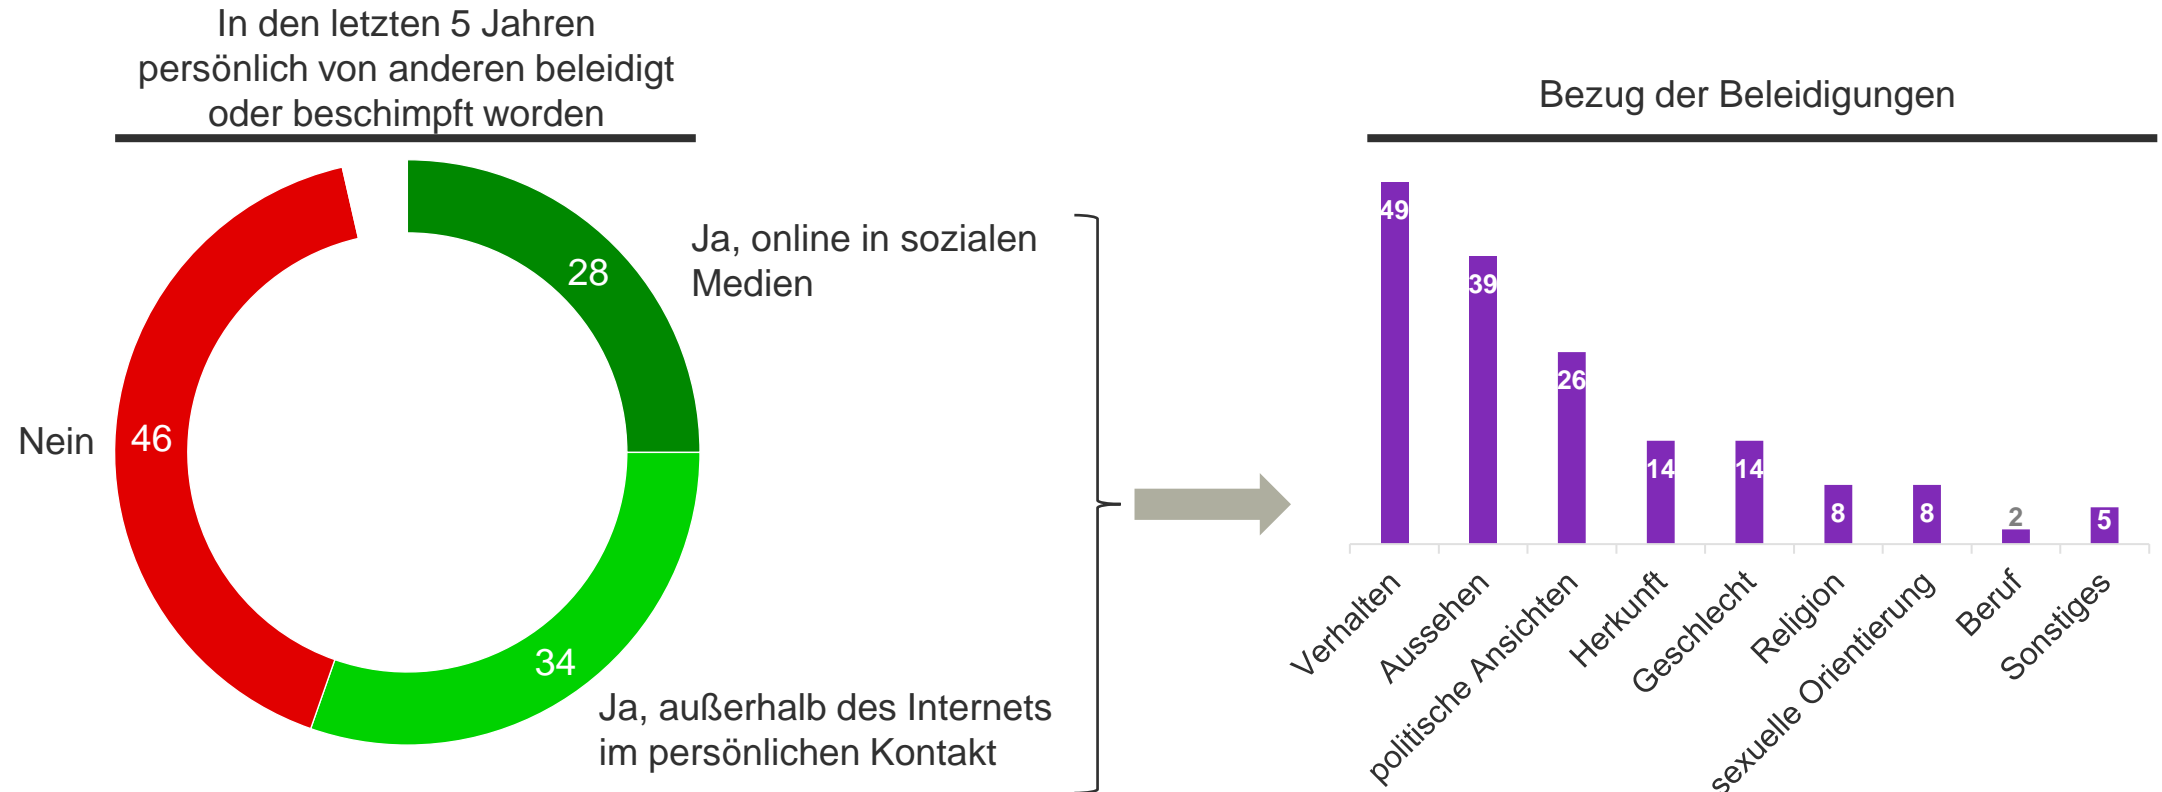 In den letzten 5 Jahren
persönlich von anderen beleidigt
oder beschimpft worden
28
Ja, online in sozialen
Medien
Nein
46
34
Ja, außerhalb des Internets
im persönlichen Kontakt
Bezug der Beleidigungen
49
39
26
14
14
8
8
2
5
Verhalten
Aussehen
politische Ansichten
Herkunft
Geschlecht
Religion
sexuelle Orientierung
Beruf
Sonstiges